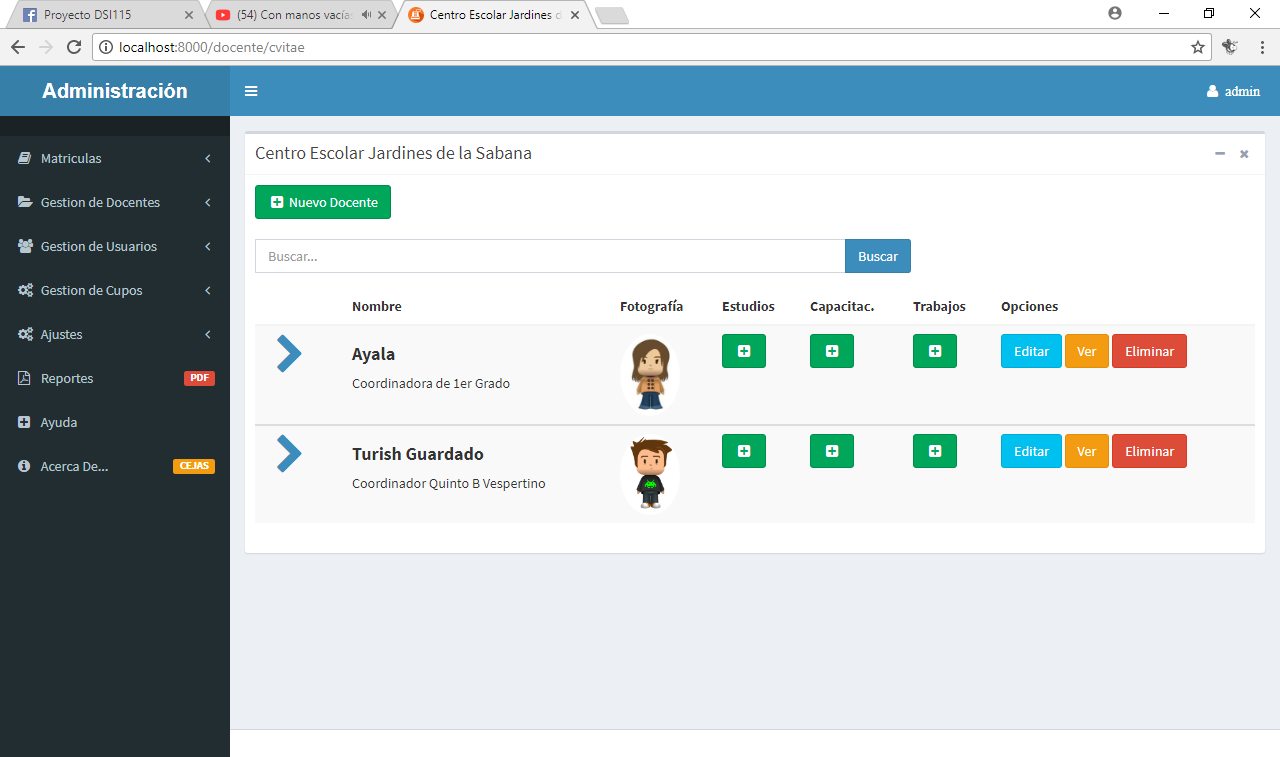 Proyecto DSI115
(54) Con manos vacías
Centro Escolar Jardines d
localhost:8000/docente/cvitae
Administración
admin
Matriculas
Gestion de Docentes
Gestion de Usuarios
Gestion de Cupos
Ajustes
Reportes PDF
Ayuda
Acerca De... CEJAS
Centro Escolar Jardines de la Sabana
Nuevo Docente
Buscar... Buscar
Nombre Fotografía Estudios Capacitac. Trabajos Opciones
Ayala Editar Ver Eliminar
Coordinadora de 1er Grado
Turish Guardado Editar Ver Eliminar
Coordinador Quinto B Vespertino